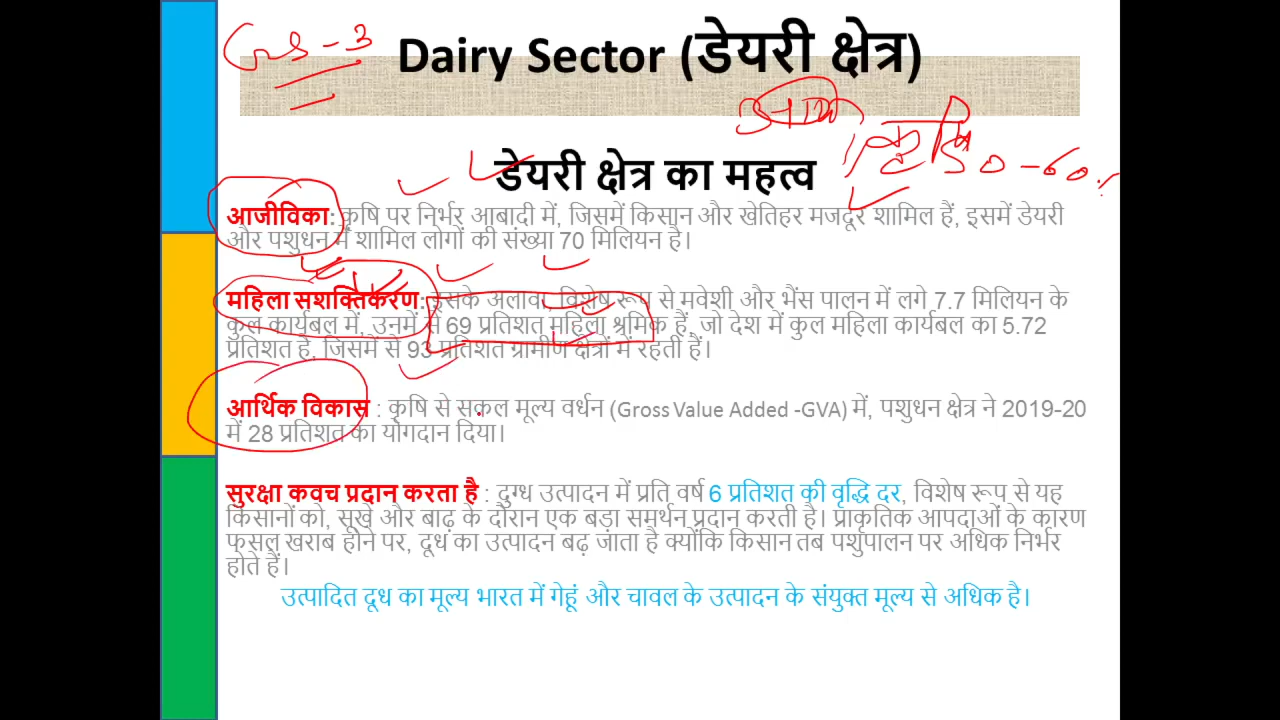 GS-3
Dairy Sector (डेयरी क्षेत्र)
कृषि 50-60%
डेयरी क्षेत्र का महत्व
आजीविका: कृषि पर निर्भर आबादी में, जिसमें किसान और खेतिहर मजदूर शामिल हैं, इसमें डेयरी
और पशुधन में शामिल लोगों की संख्या 70 मिलियन है।
महिला सशक्तिकरण: इसके अलावा, विशेष रूप से मवेशी और भैंस पालन में लगे 7.7 मिलियन के
कुल कार्यबल में, उनमें से 69 प्रतिशत महिला श्रमिक हैं, जो देश में कुल महिला कार्यबल का 5.72
प्रतिशत है, जिसमें से 93 प्रतिशत ग्रामीण क्षेत्रों में रहती हैं।
आर्थिक विकास : कृषि से सकल मूल्य वर्धन (Gross Value Added -GVA) में, पशुधन क्षेत्र ने 2019-20
में 28 प्रतिशत का योगदान दिया।
सुरक्षा कवच प्रदान करता है : दुग्ध उत्पादन में प्रति वर्ष 6 प्रतिशत की वृद्धि दर, विशेष रूप से यह
किसानों को, सूखे और बाढ़ के दौरान एक बड़ा समर्थन प्रदान करती है। प्राकृतिक आपदाओं के कारण
फसल खराब होने पर, दूध का उत्पादन बढ़ जाता है क्योंकि किसान तब पशुपालन पर अधिक निर्भर
होते हैं।
उत्पादित दूध का मूल्य भारत में गेहूं और चावल के उत्पादन के संयुक्त मूल्य से अधिक है।